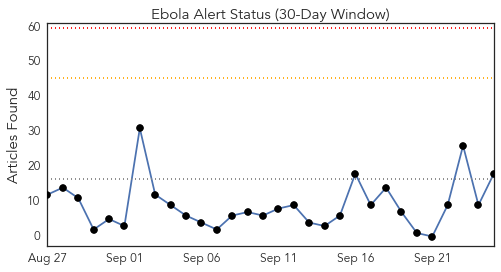 Ebola Alert Status (30-Day Window)
Articles Found
60
50
40
30
20
10
0
Aug 27 Sep 01 Sep 06 Sep 11 Sep 16 Sep 21